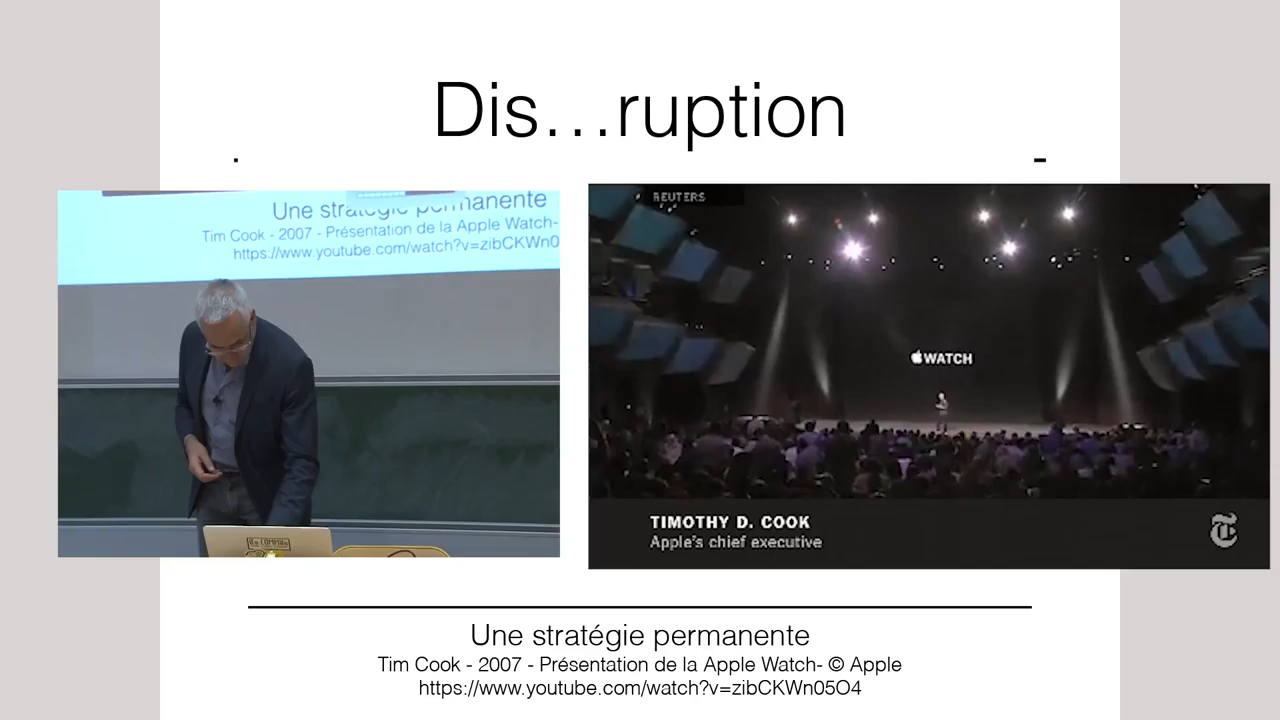 Dis…ruption
Une stratégie permanente
Tim Cook - 2007 - Présentation de la Apple Watch-
https://www.youtube.com/watch?v=zibCKWn0
REUTERS
WATCH
TIMOTHY D. COOK
Apple's chief executive
Une stratégie permanente
Tim Cook - 2007 - Présentation de la Apple Watch- © Apple
https://www.youtube.com/watch?v=zibCKWn05O4